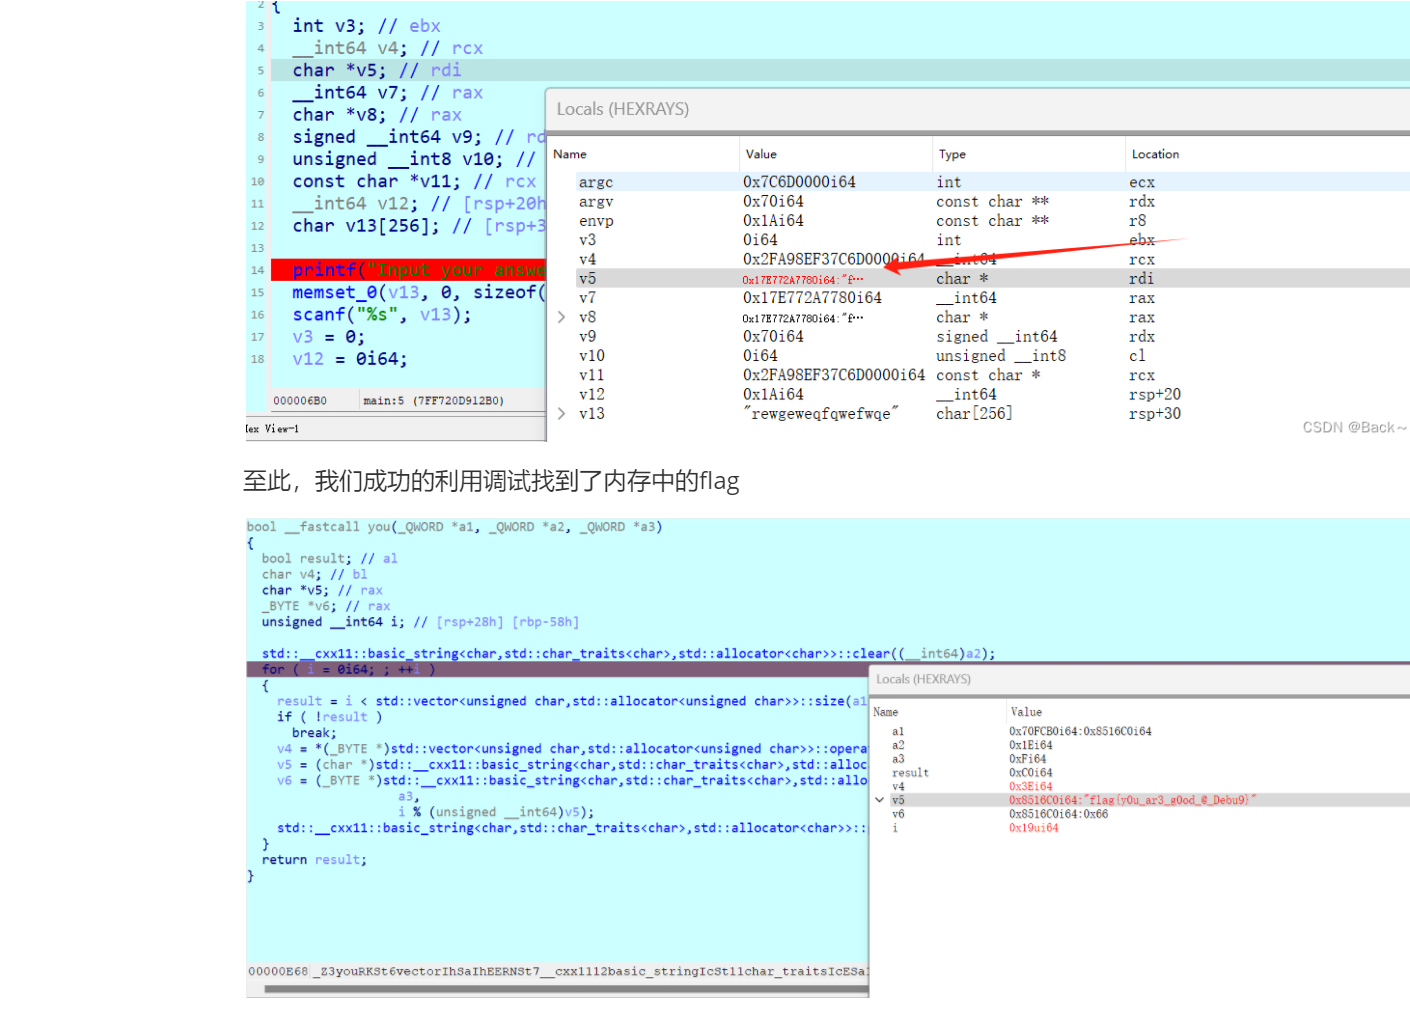 2 {
3 int v3; // ebx
4 __int64 v4; // rcx
5 char *v5; // rdi
6 __int64 v7; // rax
7 char *v8; // rax
8 signed __int64 v9; // rd
9 unsigned __int8 v10; //
10 const char *v11; // rcx
11 __int64 v12; // [rsp+20h
12 char v13[256]; // [rsp+3
13
14 printf("Input your answe
15 memset_0(v13, 0, sizeof(
16 scanf("%s", v13);
17 v3 = 0;
18 v12 = 0i64;
000006B0 main:5 (7FF720D912B0)
Hex View-1
Locals (HEXRAYS)
Name Value Type Location
argc 0x7C6D0000i64 int ecx
argv 0x70i64 const char ** rdx
envp 0x1Ai64 const char ** r8
v3 0i64 int ebx
v4 0x2FA98EF37C6D0000i64 __int64 rcx
v5 0x17E772A7780i64:"f… char * rdi
v7 0x17E772A7780i64 __int64 rax
v8 0x17E772A7780i64:"f… char * rax
v9 0x70i64 signed __int64 rdx
v10 0i64 unsigned __int8 cl
v11 0x2FA98EF37C6D0000i64 const char * rcx
v12 0x1Ai64 __int64 rsp+20
v13 "rewgeweqfqwefwqe" char[256] rsp+30
CSDN @Back~
至此，我们成功的利用调试找到了内存中的flag
bool __fastcall you(_QWORD *a1, _QWORD *a2, _QWORD *a3)
{
bool result; // al
char v4; // bl
char *v5; // rax
_BYTE *v6; // rax
unsigned __int64 i; // [rsp+28h] [rbp-58h]
std::__cxx11::basic_string<char,std::char_traits<char>,std::allocator<char>>::clear((__int64)a2);
for ( i = 0i64; ; ++i )
{
result = i < std::vector<unsigned char,std::allocator<unsigned char>>::size(a1
if ( !result )
break;
v4 = *(_BYTE *)std::vector<unsigned char,std::allocator<unsigned char>>::opera
v5 = (char *)std::__cxx11::basic_string<char,std::char_traits<char>,std::alloc
v6 = (_BYTE *)std::__cxx11::basic_string<char,std::char_traits<char>,std::allo
a3,
i % (unsigned __int64)v5);
std::__cxx11::basic_string<char,std::char_traits<char>,std::allocator<char>>::
}
return result;
}
00000E68 _Z3youRKSt6vectorIhSaIhEERNSt7__cxx1112basic_stringIcSt11char_traitsIcESaI
Locals (HEXRAYS)
Name Value
a1 0x70FCB0i64:0x8516C0i64
a2 0x1Ei64
a3 0xFi64
result 0xC0i64
v4 0x3Ei64
v5 0x8516C0i64:"flag{y0u_ar3_g0od_@_Debu9}"
v6 0x8516C0i64:0x66
i 0x19ui64